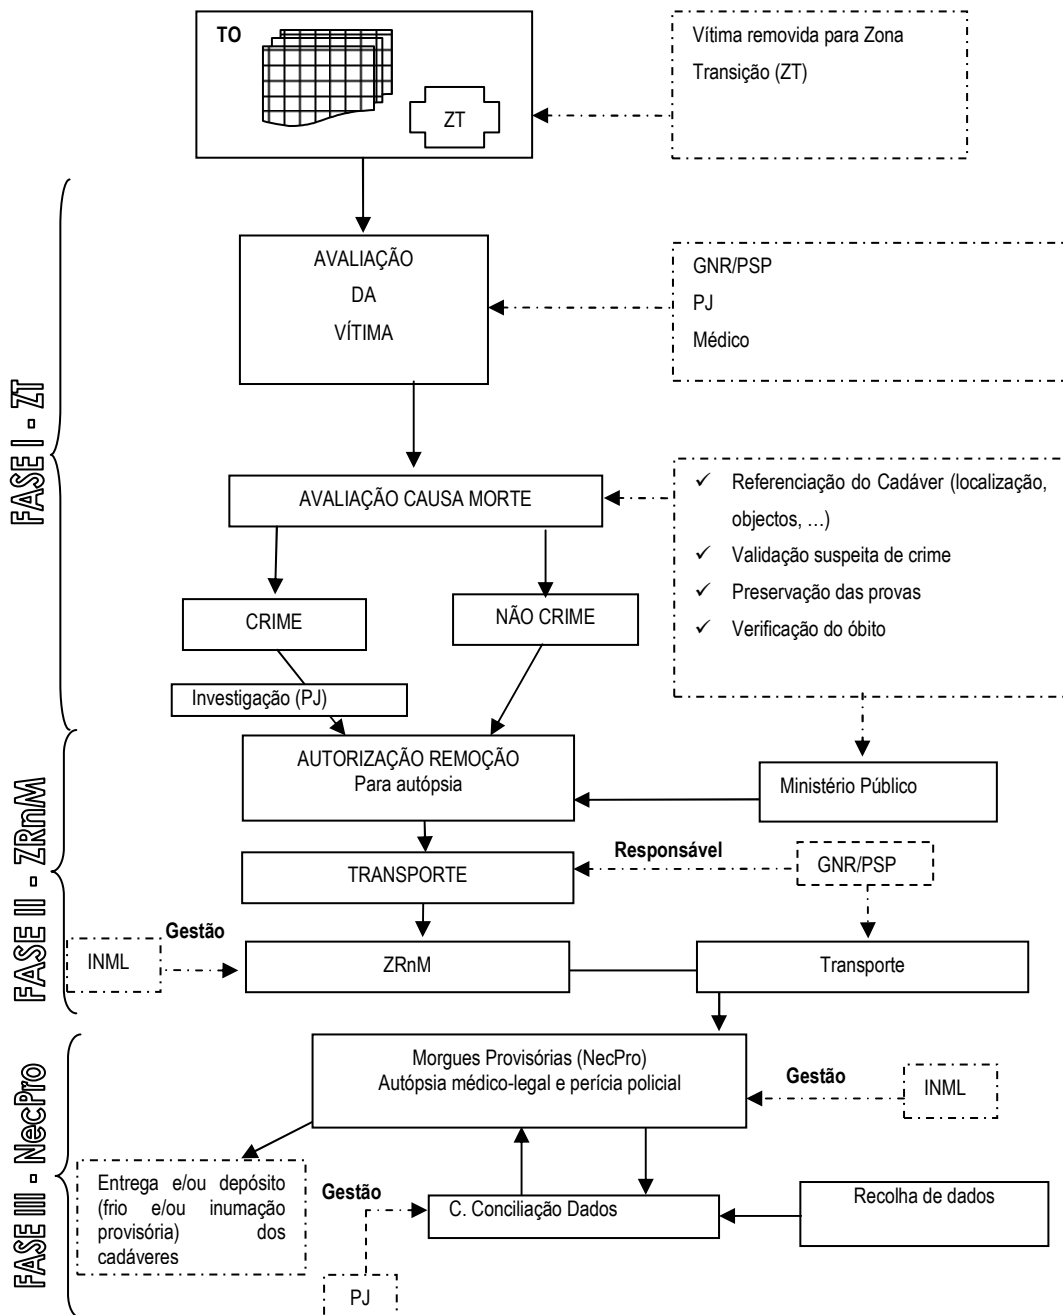 TO
ZT
Vítima removida para Zona
Transição (ZT)
AVALIAÇÃO
DA
VÍTIMA
GNR/PSP
PJ
Médico
FASE I - ZT
AVALIAÇÃO CAUSA MORTE
✓ Referenciação do Cadáver (localização,
objectos, ...)
✓ Validação suspeita de crime
✓ Preservação das provas
✓ Verificação do óbito
CRIME
NÃO CRIME
Investigação (PJ)
AUTORIZAÇÃO REMOÇÃO
Para autópsia
Ministério Público
FASE II - ZRnM
TRANSPORTE
Responsável
GNR/PSP
Gestão
INML
ZRnM
Transporte
FASE III - NecPro
Morgues Provisórias (NecPro)
Autópsia médico-legal e perícia policial
Gestão
INML
Entrega e/ou depósito
(frio e/ou inumação
provisória) dos
cadáveres
Gestão
C. Conciliação Dados
Recolha de dados
PJ